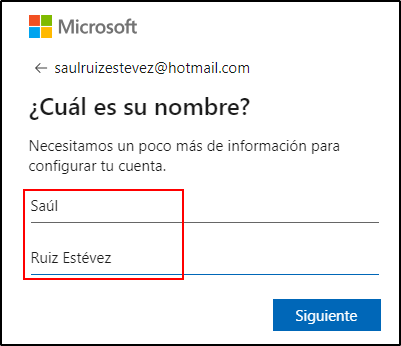 Microsoft
← saulruizestevez@hotmail.com
¿Cuál es su nombre?
Necesitamos un poco más de información para
configurar tu cuenta.
Saúl
Ruiz Estévez
Siguiente